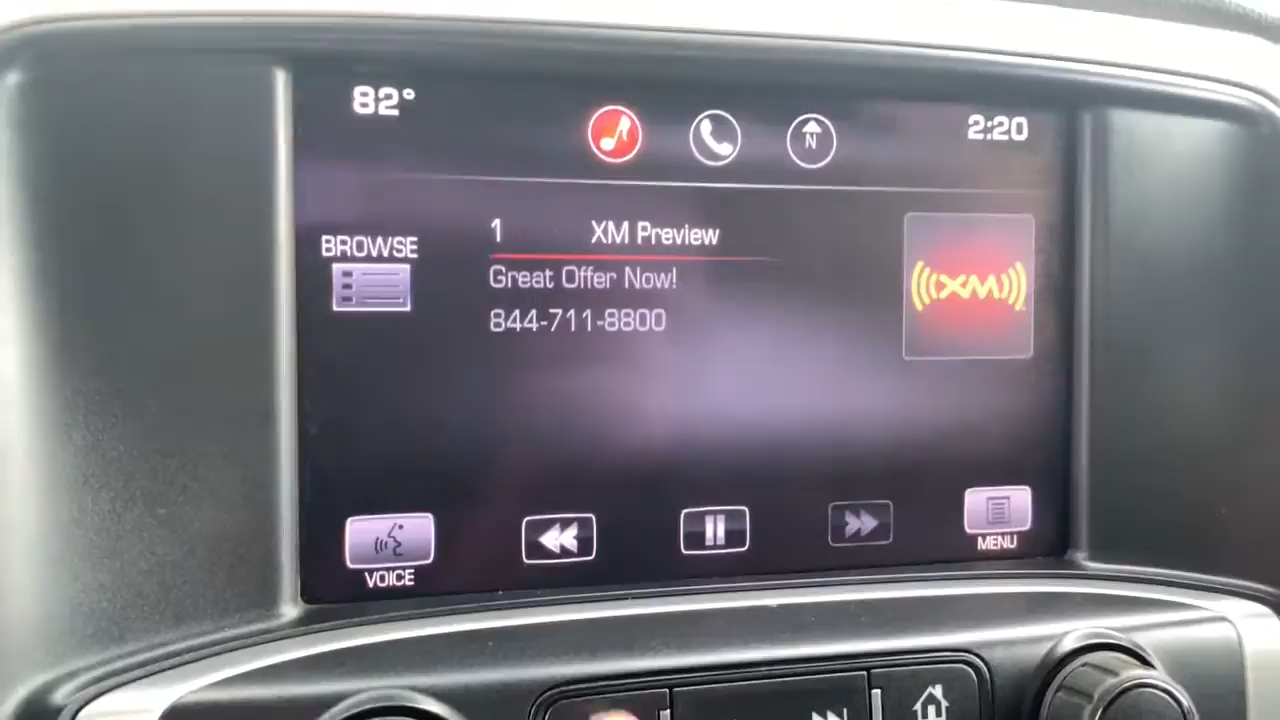 82°
N
2:20
BROWSE
1 XM Preview
Great Offer Now!
844-711-8800
((XM))
VOICE
MENU